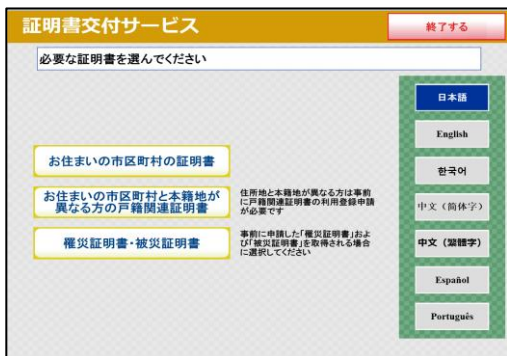 証明書交付サービス
終了する
必要な証明書を選んでください
日本語
English
한국어
中文（简体字）
中文（繁體字）
Español
Português
お住まいの市区町村の証明書
お住まいの市区町村と本籍地が
異なる方の戸籍関連証明書
住所地と本籍地が異なる方は事前
に戸籍関連証明書の利用登録申請
が必要です
罹災証明書・被災証明書
事前に申請した「罹災証明書」およ
び「被災証明書」を取得される場合
に選択してください